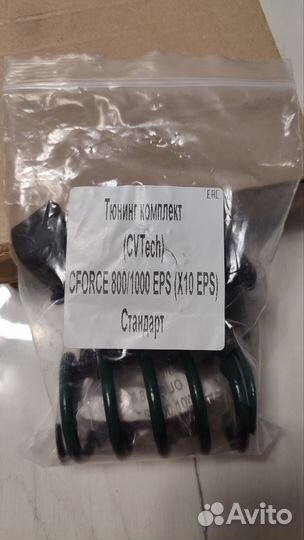 EAC
Тюнинг комплект
(CVTech)
CFORCE 800/1000 EPS (X10 EPS)
Стандарт
Avito